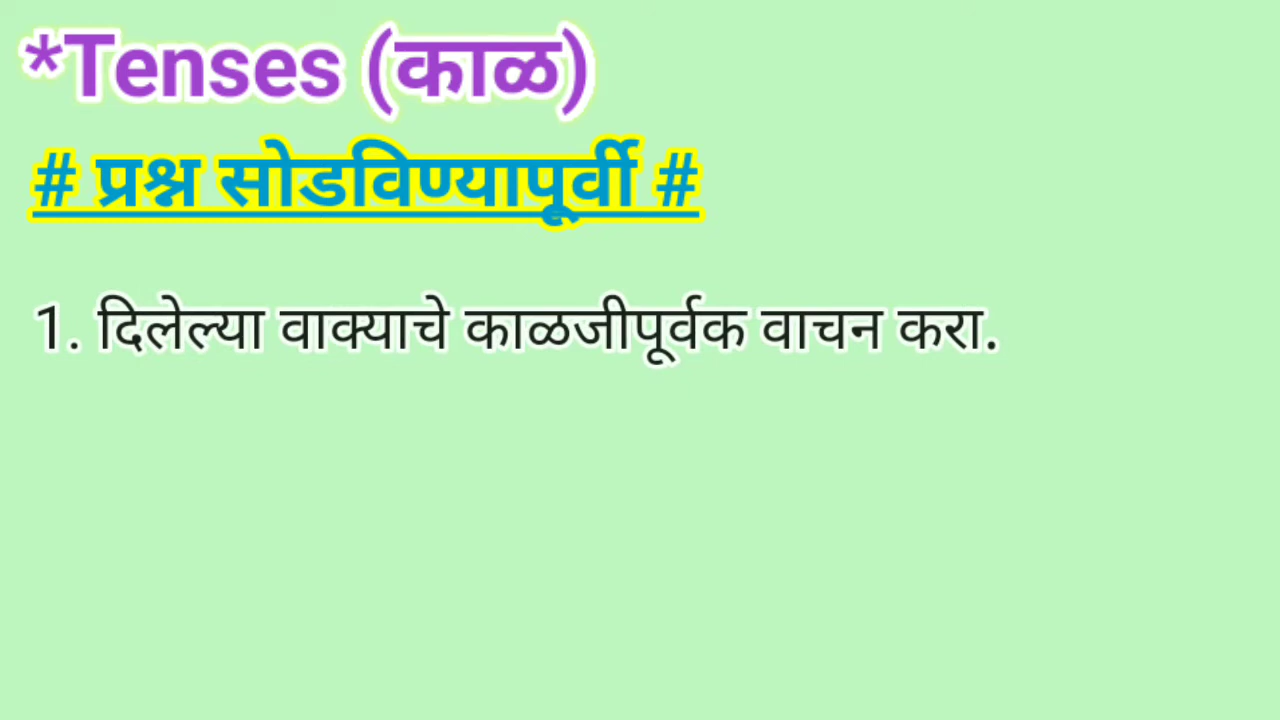 *Tenses (काळ)
# प्रश्न सोडविण्यापूर्वी #
1. दिलेल्या वाक्याचे काळजीपूर्वक वाचन करा.